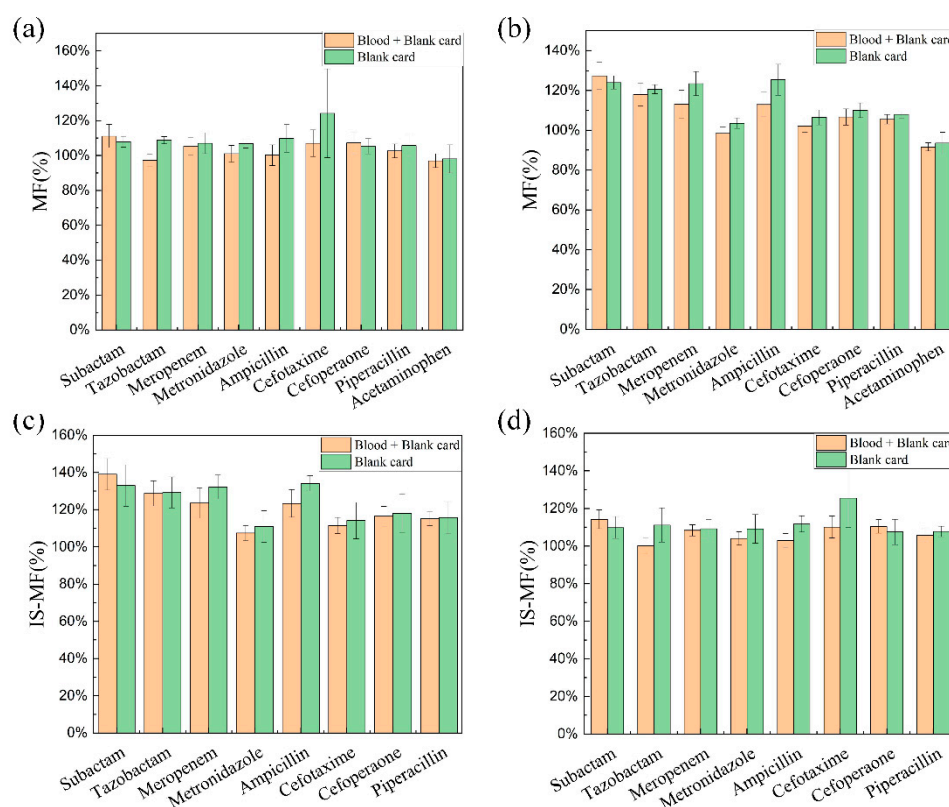 (a)
MF(%)
160%
140%
120%
100%
80%
60%
40%
20%
0%
Blood + Blank card
Blank card
Subactam
Tazobactam
Meropenem
Metronidazole
Ampicillin
Cefotaxime
Cefoperaone
Piperacillin
Acetaminophen
(b)
MF(%)
140%
120%
100%
80%
60%
40%
20%
0%
Blood + Blank card
Blank card
Subactam
Tazobactam
Meropenem
Metronidazole
Ampicillin
Cefotaxime
Cefoperaone
Piperacillin
Acetaminophen
(c)
IS-MF(%)
160%
140%
120%
100%
80%
60%
40%
20%
0%
Blood + Blank card
Blank card
Subactam
Tazobactam
Meropenem
Metronidazole
Ampicillin
Cefotaxime
Cefoperaone
Piperacillin
(d)
IS-MF(%)
160%
140%
120%
100%
80%
60%
40%
20%
0%
Blood + Blank card
Blank card
Subactam
Tazobactam
Meropenem
Metronidazole
Ampicillin
Cefotaxime
Cefoperaone
Piperacillin